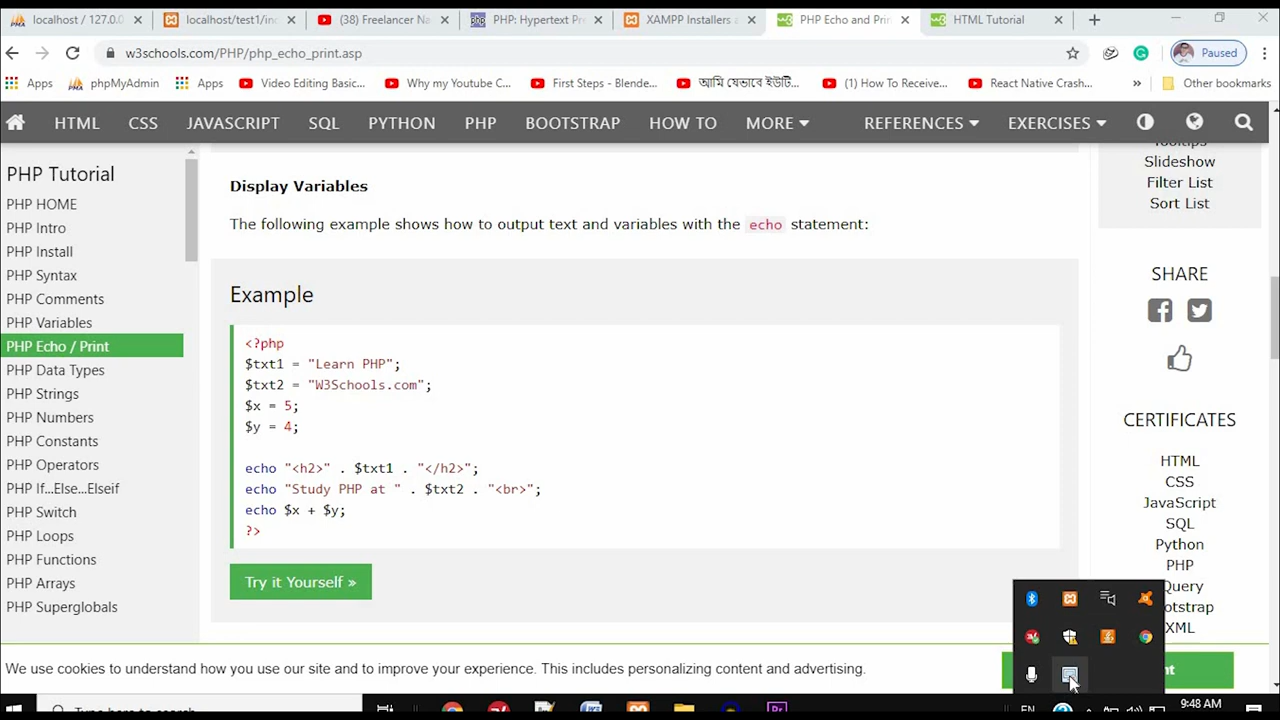 localhost / 127.0.0
localhost/test1/in
(38) Freelancer Na
PHP: Hypertext Pr
XAMPP Installers a
PHP Echo and Prin
HTML Tutorial
w3schools.com/PHP/php_echo_print.asp
Paused
Apps
phpMyAdmin
Apps
Video Editing Basic...
Why my Youtube C...
First Steps - Blende...
আমি যেভাবে ইউটি...
(1) How To Receive...
React Native Crash...
»
Other bookmarks
HTML
CSS
JAVASCRIPT
SQL
PYTHON
PHP
BOOTSTRAP
HOW TO
MORE
REFERENCES
EXERCISES
PHP Tutorial
PHP HOME
PHP Intro
PHP Install
PHP Syntax
PHP Comments
PHP Variables
PHP Echo / Print
PHP Data Types
PHP Strings
PHP Numbers
PHP Constants
PHP Operators
PHP If...Else...Elseif
PHP Switch
PHP Loops
PHP Functions
PHP Arrays
PHP Superglobals
Display Variables
The following example shows how to output text and variables with the echo statement:
Example
<?php
$txt1 = "Learn PHP";
$txt2 = "W3Schools.com";
$x = 5;
$y = 4;
echo "<h2>" . $txt1 . "</h2>";
echo "Study PHP at " . $txt2 . "<br>";
echo $x + $y;
?>
Try it Yourself »
Tooltips
Slideshow
Filter List
Sort List
SHARE
CERTIFICATES
HTML
CSS
JavaScript
SQL
Python
PHP
Query
otstrap
XML
We use cookies to understand how you use our site and to improve your experience. This includes personalizing content and advertising.
Type here to search
EN
9:48 AM